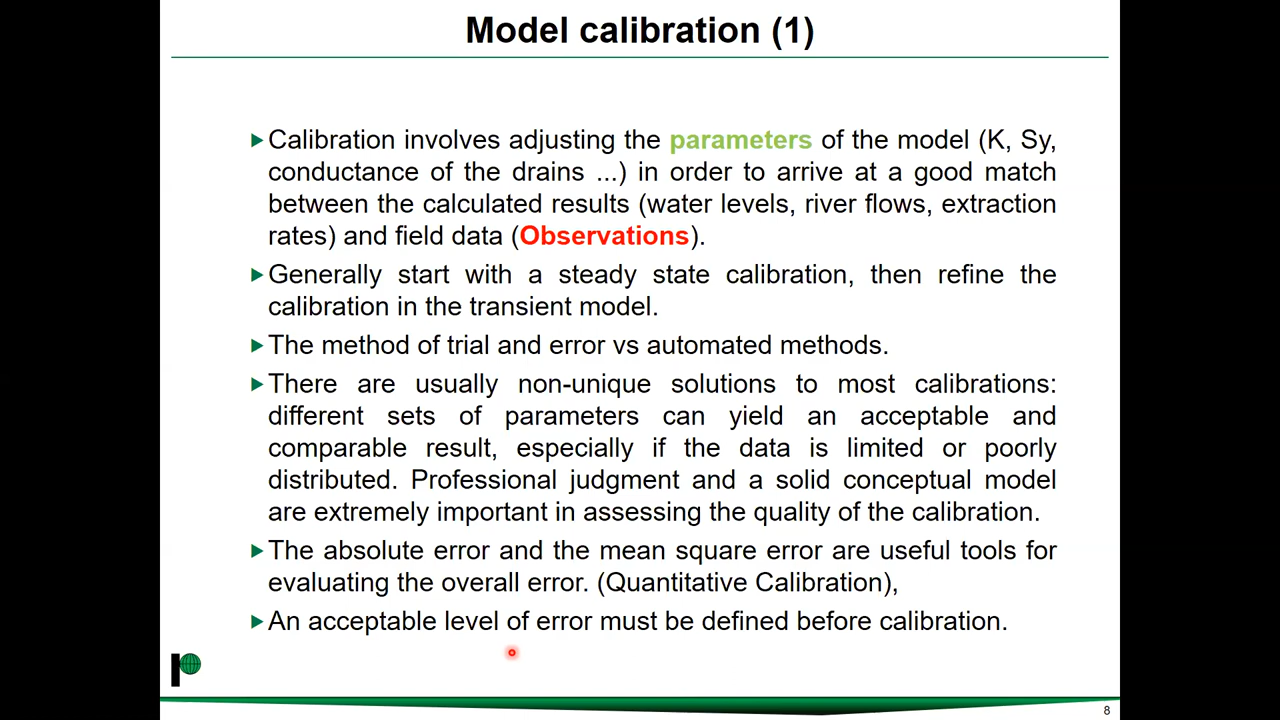 Model calibration (1)
Calibration involves adjusting the parameters of the model (K, Sy,
conductance of the drains ...) in order to arrive at a good match
between the calculated results (water levels, river flows, extraction
rates) and field data (Observations).
Generally start with a steady state calibration, then refine the
calibration in the transient model.
The method of trial and error vs automated methods.
There are usually non-unique solutions to most calibrations:
different sets of parameters can yield an acceptable and
comparable result, especially if the data is limited or poorly
distributed. Professional judgment and a solid conceptual model
are extremely important in assessing the quality of the calibration.
The absolute error and the mean square error are useful tools for
evaluating the overall error. (Quantitative Calibration),
An acceptable level of error must be defined before calibration.
8